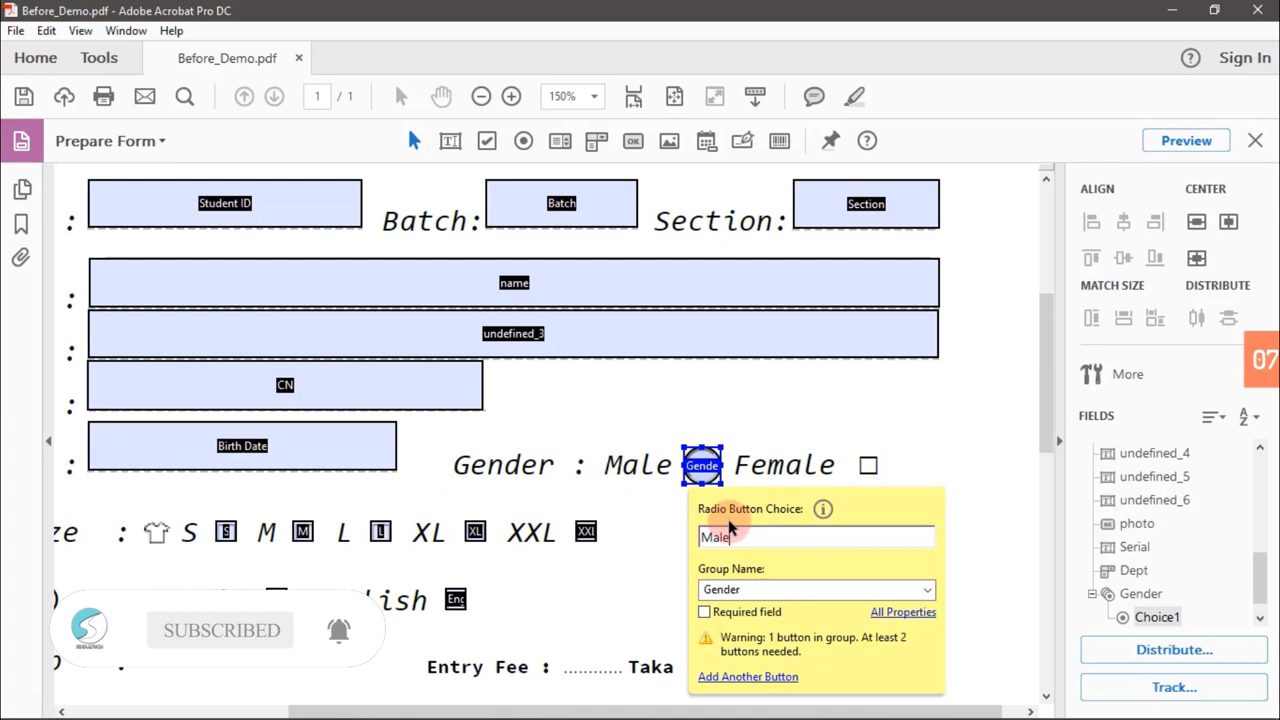 Before_Demo.pdf - Adobe Acrobat Pro DC
File Edit View Window Help
Home Tools Before_Demo.pdf × Sign In
1 / 1 150%
Prepare Form Preview
ALIGN CENTER
: Student ID Batch: Batch Section: Section
MATCH SIZE DISTRIBUTE
: name
: undefined_3
07
More
: CN
FIELDS
: Birth Date Gender : Male Gende Female
undefined_4
undefined_5
undefined_6
photo
Serial
Dept
Gender
Choice1
Radio Button Choice:
Male
Group Name:
Gender
Required field All Properties
Warning: 1 button in group. At least 2
buttons needed.
Add Another Button
ze : S S M M L L XL XL XXL XXL
lish Enc
SUBSCRIBED
Entry Fee : ............ Taka
Distribute...
Track...